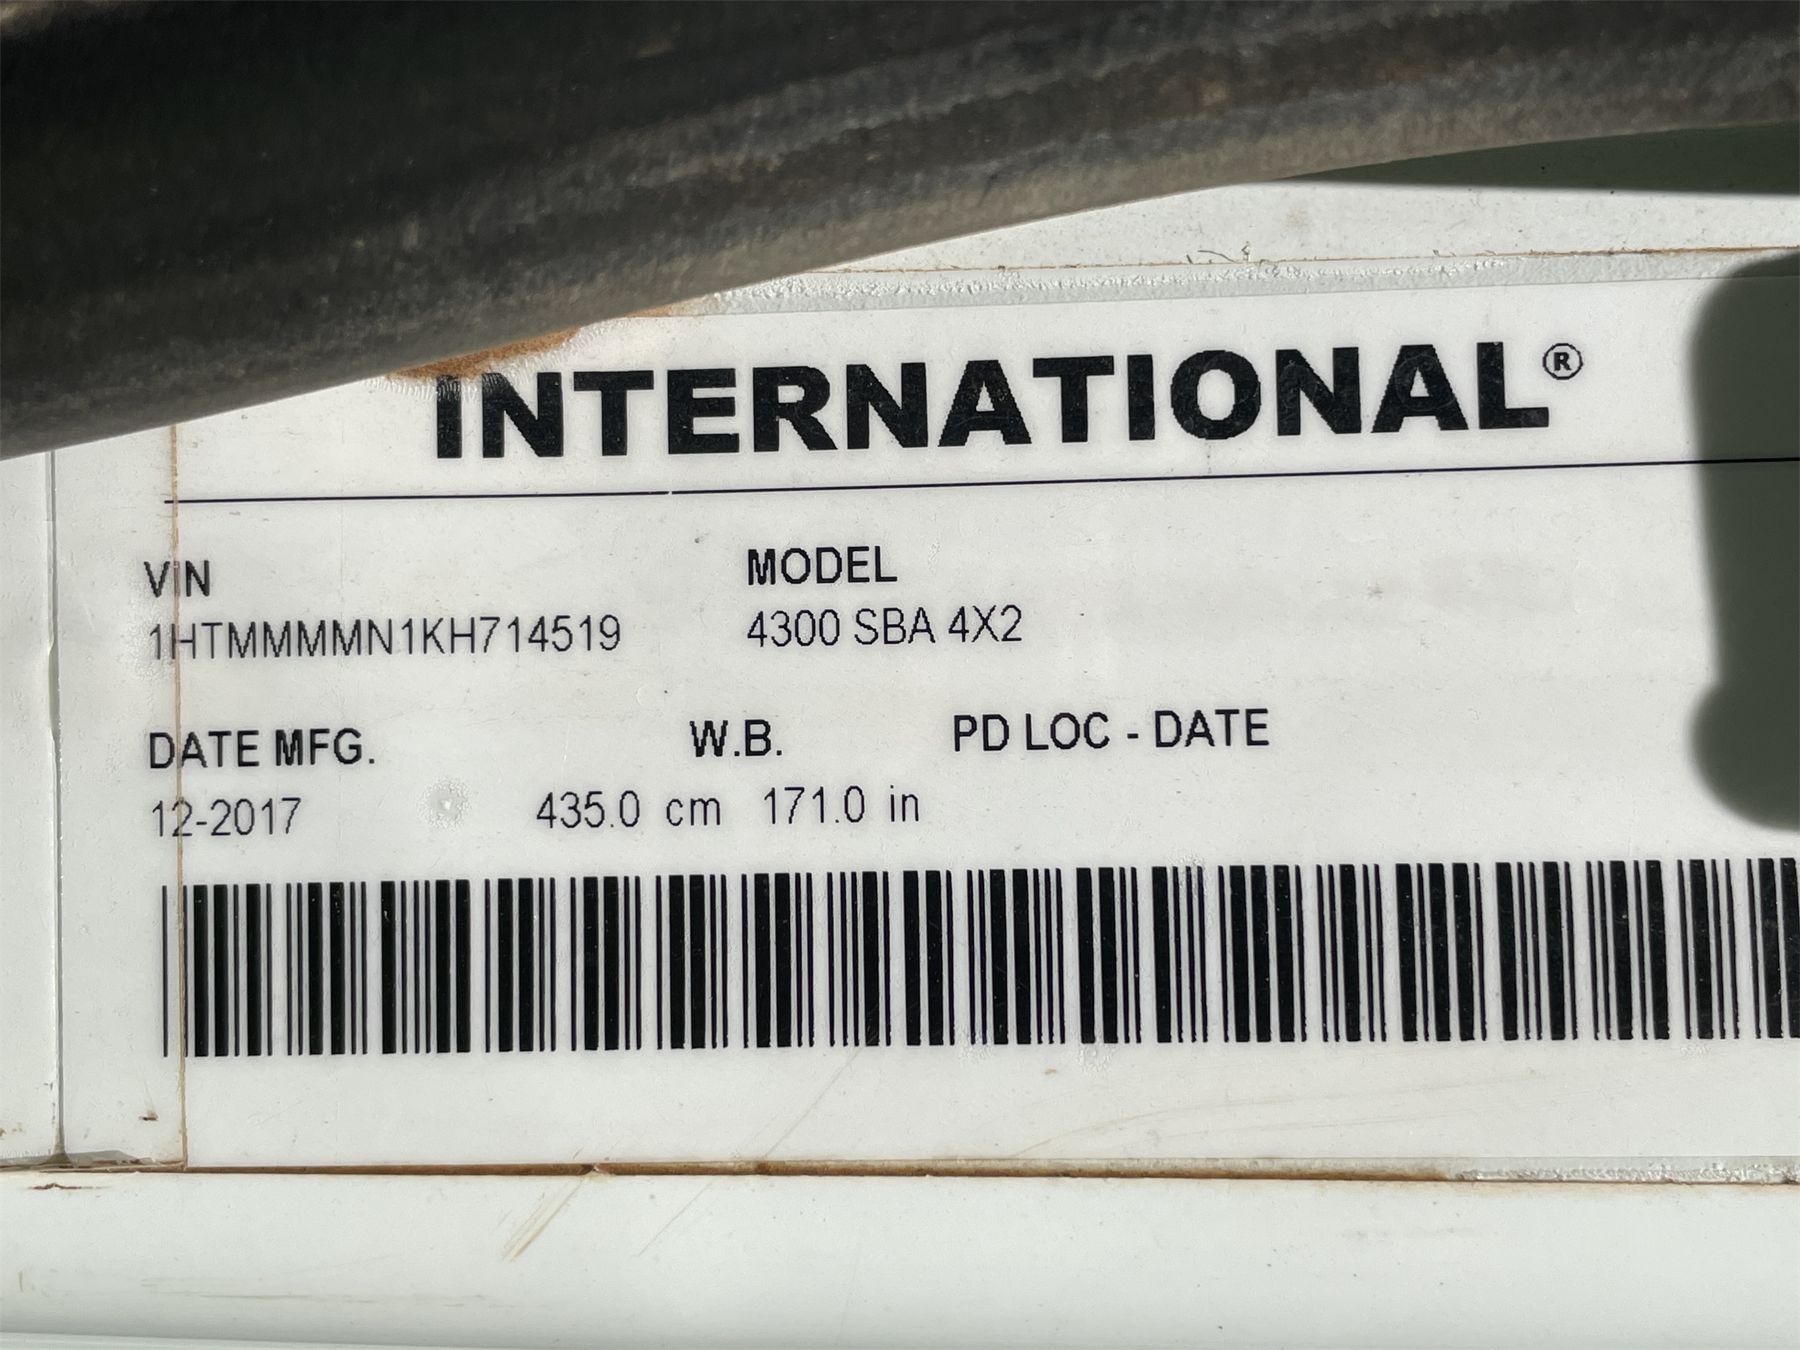 INTERNATIONAL®
VIN MODEL
1HTMMMMN1KH714519 4300 SBA 4X2
DATE MFG. W.B. PD LOC - DATE
12-2017 435.0 cm 171.0 in